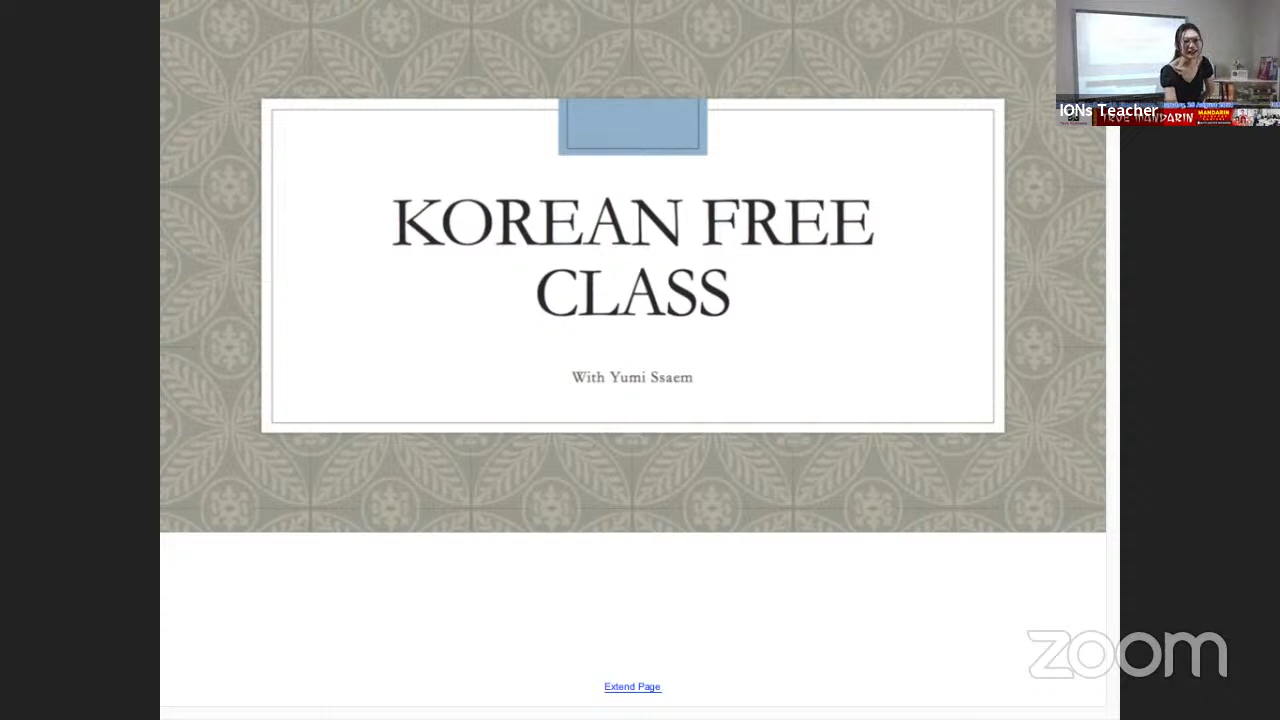 KOREAN FREE
CLASS
With Yumi Ssaem
IONs Teacher
MANDARIN
Extend Page
zoom